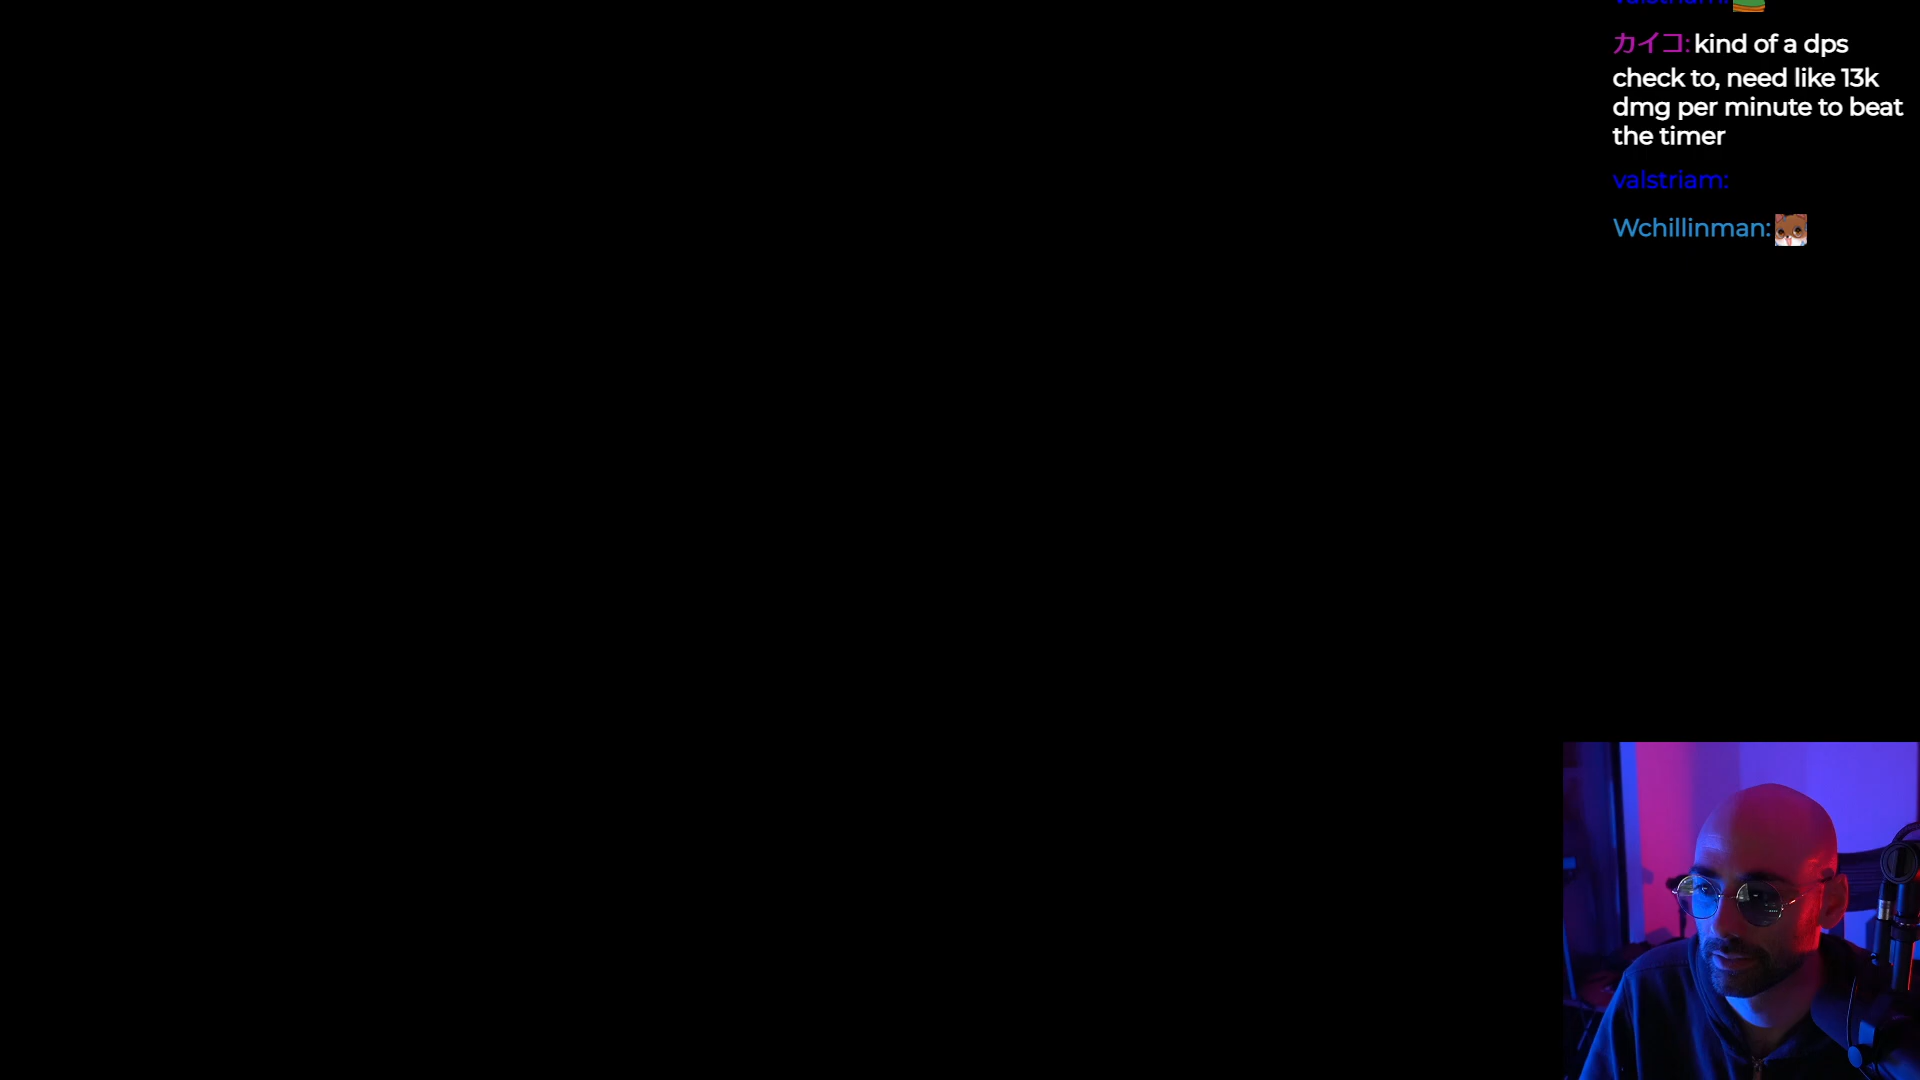 valstriam:
カイコ: kind of a dps
check to, need like 13k
dmg per minute to beat
the timer
valstriam:
Wchillinman: